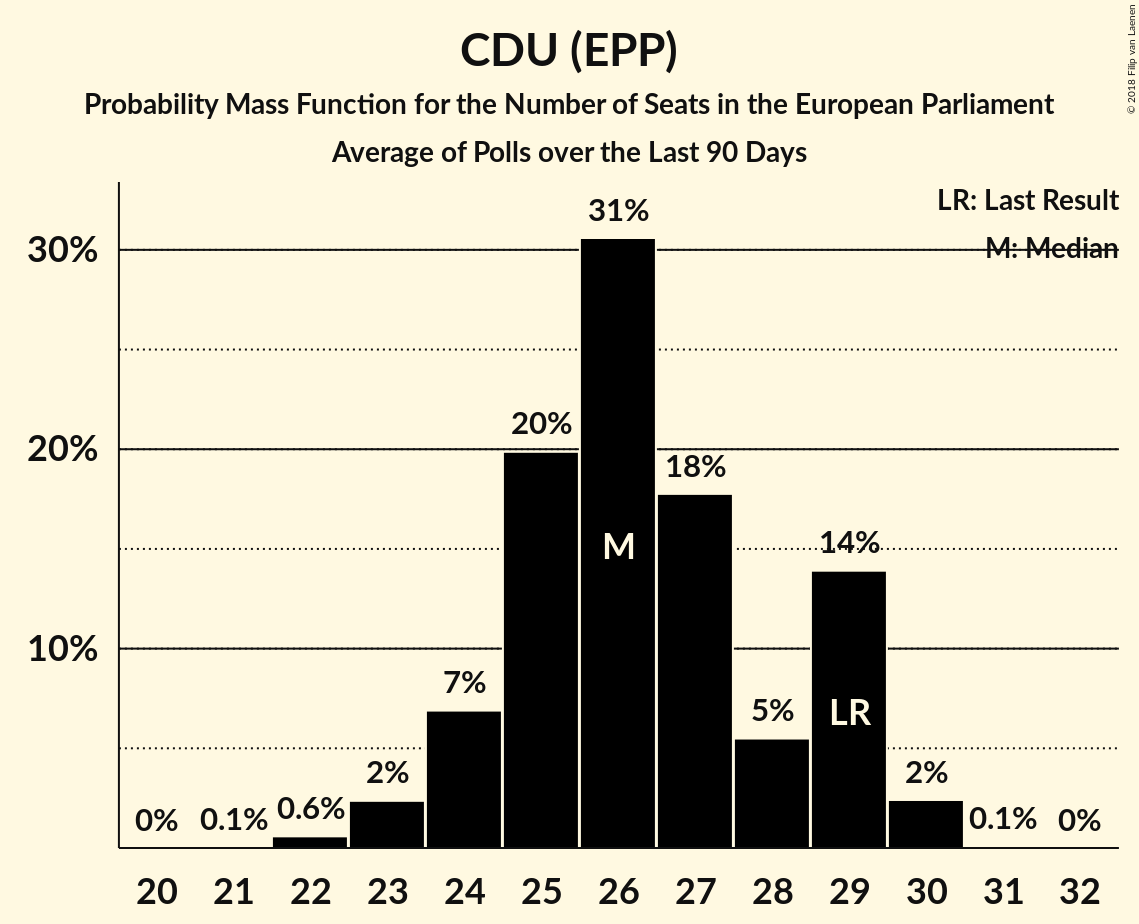 CDU (EPP)
Probability Mass Function for the Number of Seats in the European Parliament
Average of Polls over the Last 90 Days
© 2018 Filip van Laenen
LR: Last Result
M: Median
30%
20%
10%
0%
0.1%
0.6%
2%
7%
20%
31%
18%
5%
14%
2%
0.1%
0%
M
LR
20 21 22 23 24 25 26 27 28 29 30 31 32